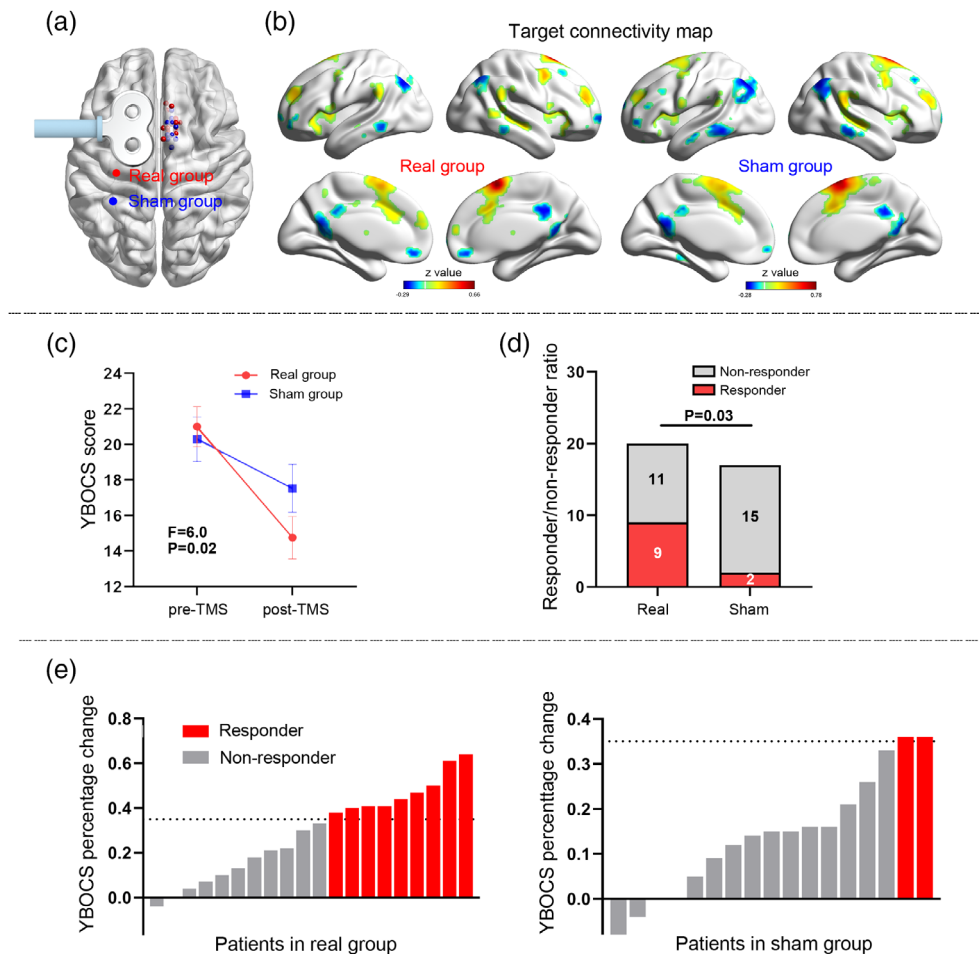 (a)
Real group
Sham group
(b)
Target connectivity map
Real group
Sham group
z value
-0.29
0.66
z value
-0.28
0.78
(c)
YBOCS score
24
22
20
18
16
14
12
Real group
Sham group
F=6.0
P=0.02
pre-TMS
post-TMS
(d)
Responder/non-responder ratio
30
20
10
0
Non-responder
Responder
P=0.03
11
9
15
2
Real
Sham
(e)
YBOCS percentage change
0.8
0.6
0.4
0.2
0.0
Responder
Non-responder
Patients in real group
YBOCS percenttage change
0.4
0.3
0.2
0.1
0.0
Patients in sham group